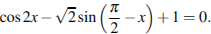 cos 2x − √2 sin (π/2 − x) + 1 = 0.